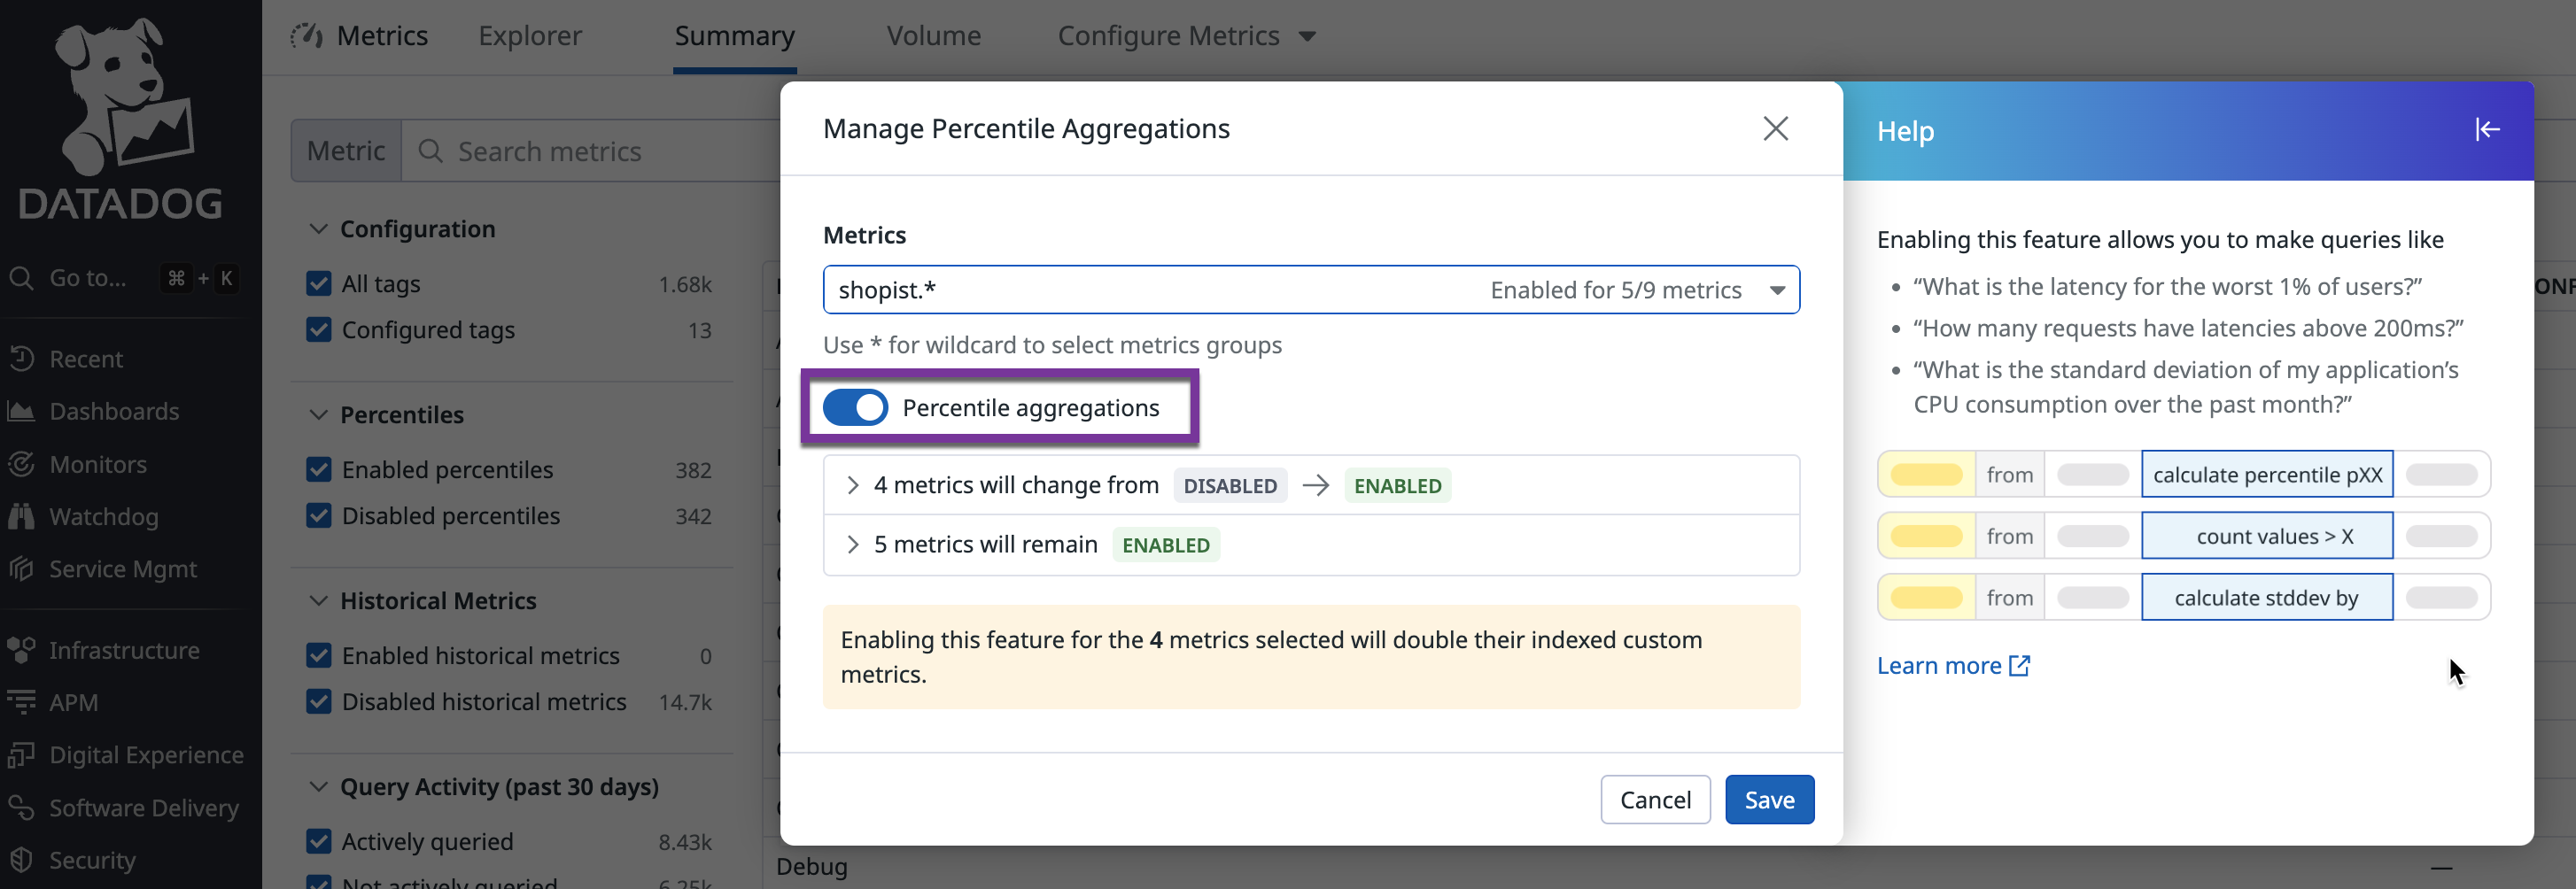 DATADOG
Go to... ⌘ + K
Recent
Dashboards
Monitors
Watchdog
Service Mgmt
Infrastructure
APM
Digital Experience
Software Delivery
Security
Metrics Explorer Summary Volume Configure Metrics
Metric Search metrics
Configuration
All tags 1.68k
Configured tags 13
Percentiles
Enabled percentiles 382
Disabled percentiles 342
Historical Metrics
Enabled historical metrics 0
Disabled historical metrics 14.7k
Query Activity (past 30 days)
Actively queried 8.43k
Not actively queried 6.25k
Debug —
Manage Percentile Aggregations
Metrics
shopist.* Enabled for 5/9 metrics
Use * for wildcard to select metrics groups
Percentile aggregations
4 metrics will change from DISABLED → ENABLED
5 metrics will remain ENABLED
Enabling this feature for the 4 metrics selected will double their indexed custom
metrics.
Cancel Save
Help
Enabling this feature allows you to make queries like
• “What is the latency for the worst 1% of users?”
• “How many requests have latencies above 200ms?”
• “What is the standard deviation of my application’s
CPU consumption over the past month?”
from calculate percentile pXX
from count values > X
from calculate stddev by
Learn more